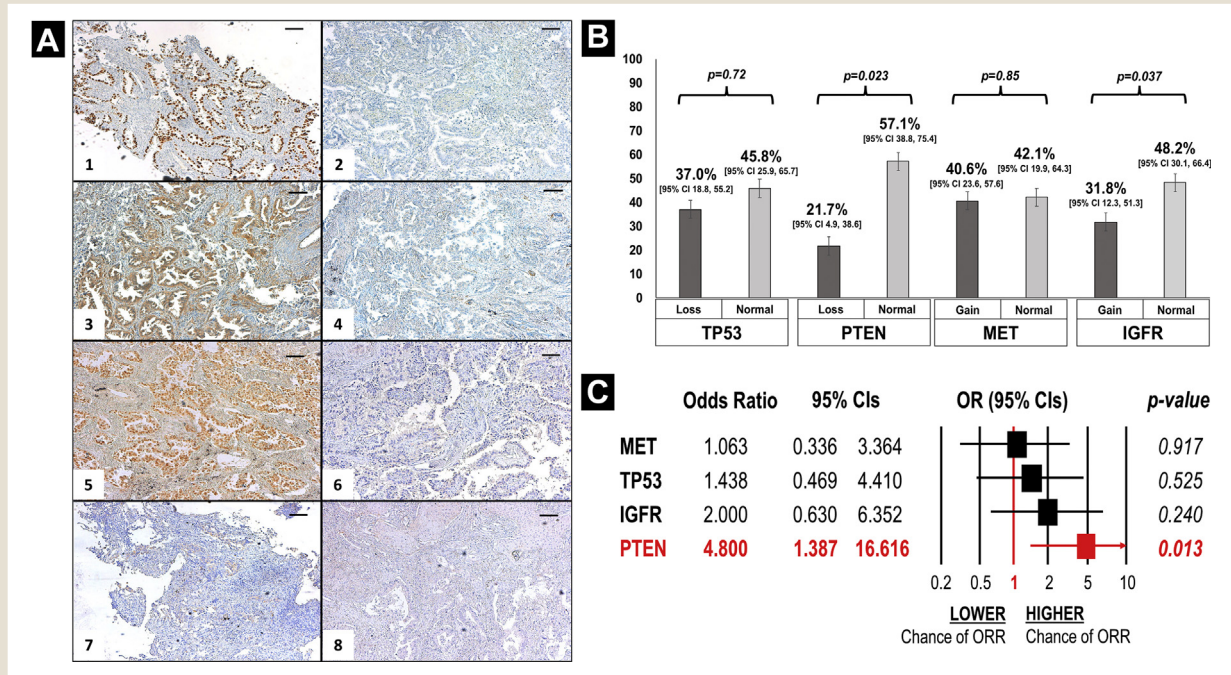 A
1
2
3
4
5
6
7
8
B
100
90
80
70
60
50
40
30
20
10
0
p=0.72
p=0.023
p=0.85
p=0.037
37.0%
[95% CI 18.8, 55.2]
45.8%
[95% CI 25.9, 65.7]
21.7%
[95% CI 4.9, 38.6]
57.1%
[95% CI 38.8, 75.4]
40.6%
[95% CI 23.6, 57.6]
42.1%
[95% CI 19.9, 64.3]
31.8%
[95% CI 12.3, 51.3]
48.2%
[95% CI 30.1, 66.4]
Loss Normal Loss Normal Gain Normal Gain Normal
TP53 PTEN MET IGFR
C
Odds Ratio 95% CIs OR (95% CIs) p-value
MET 1.063 0.336 3.364 0.917
TP53 1.438 0.469 4.410 0.525
IGFR 2.000 0.630 6.352 0.240
PTEN 4.800 1.387 16.616 0.013
0.2 0.5 1 2 5 10
LOWER HIGHER
Chance of ORR Chance of ORR